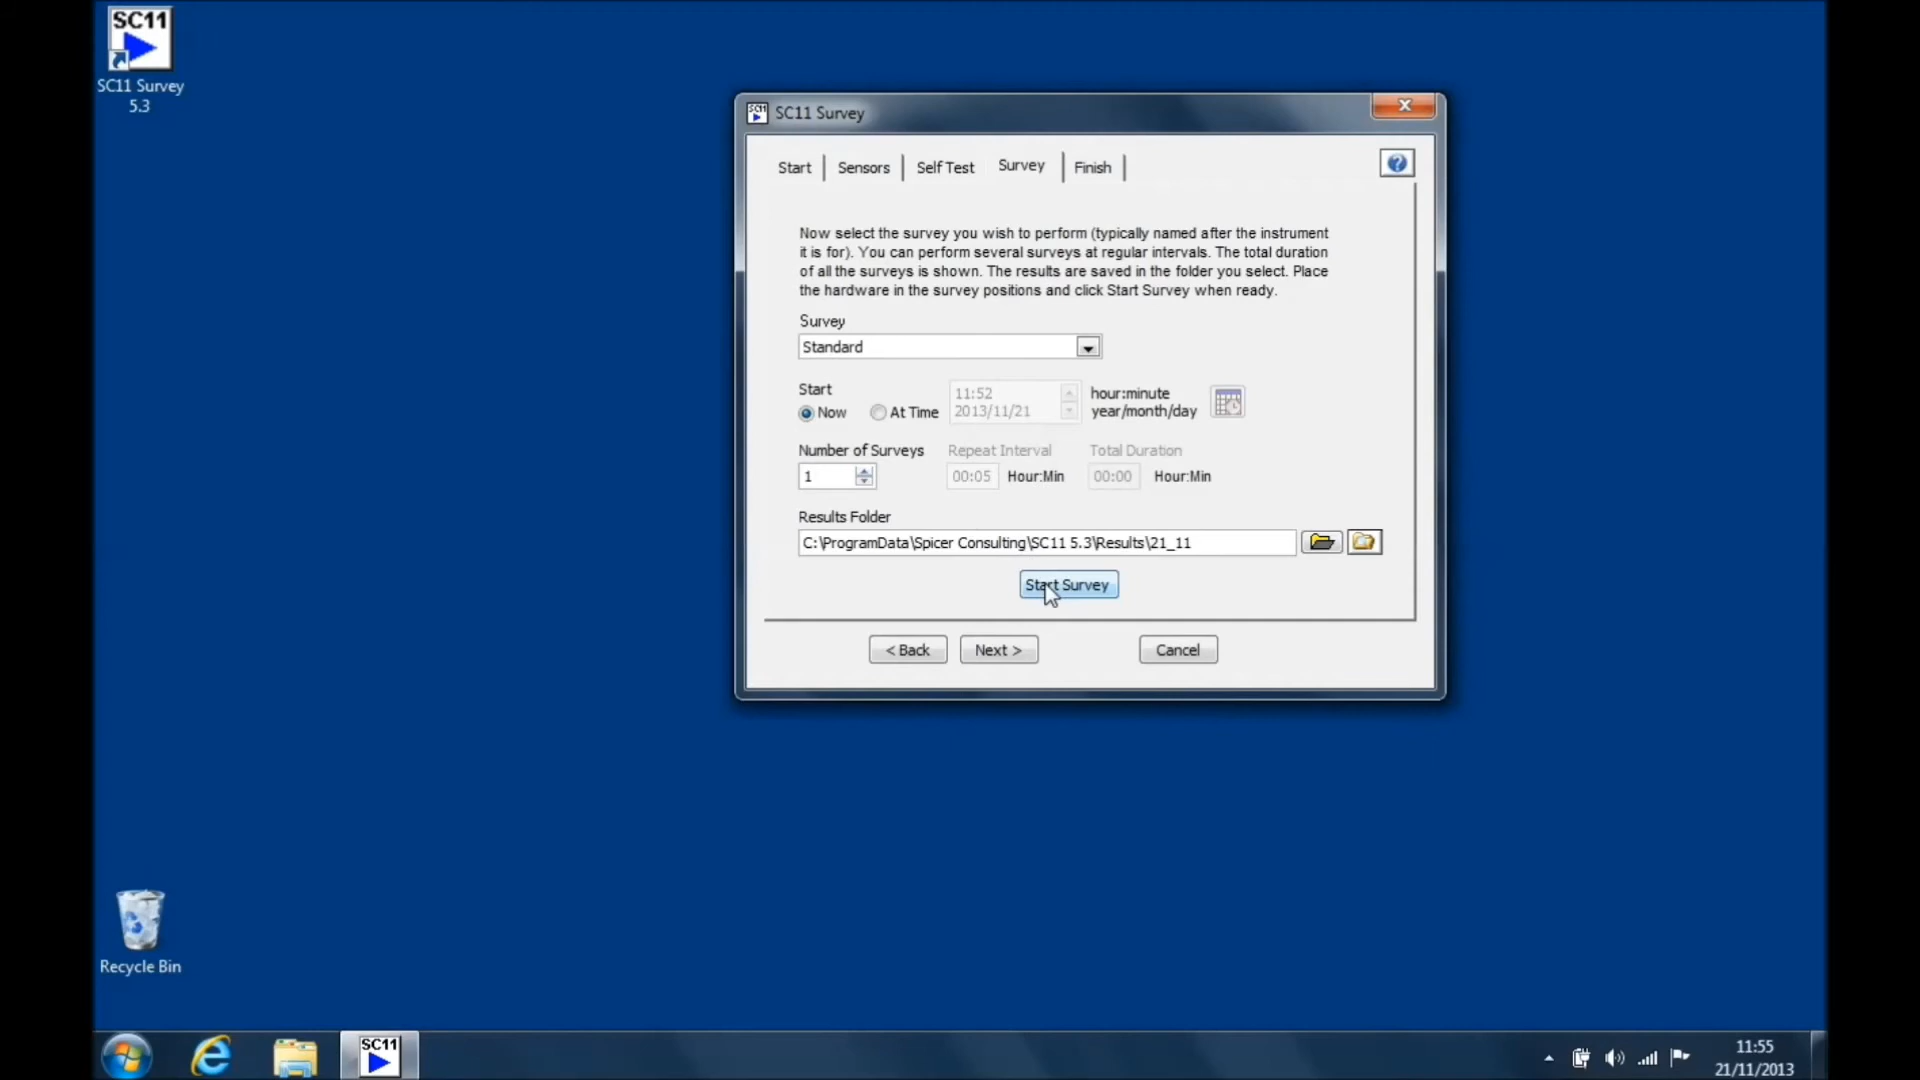 SC11
SC11 Survey
5.3
SC11
SC11 Survey
Start
Sensors
Self Test
Survey
Finish
Now select the survey you wish to perform (typically named after the instrument
it is for). You can perform several surveys at regular intervals. The total duration
of all the surveys is shown. The results are saved in the folder you select. Place
the hardware in the survey positions and click Start Survey when ready.
Survey
Standard
Start
Now
At Time
11:52
2013/11/21
hour:minute
year/month/day
Number of Surveys
Repeat Interval
Total Duration
1
00:05
Hour:Min
00:00
Hour:Min
Results Folder
C:\ProgramData\Spicer Consulting\SC11 5.3\Results\21_11
Start Survey
< Back
Next >
Cancel
Recycle Bin
SC11
11:55
21/11/2013